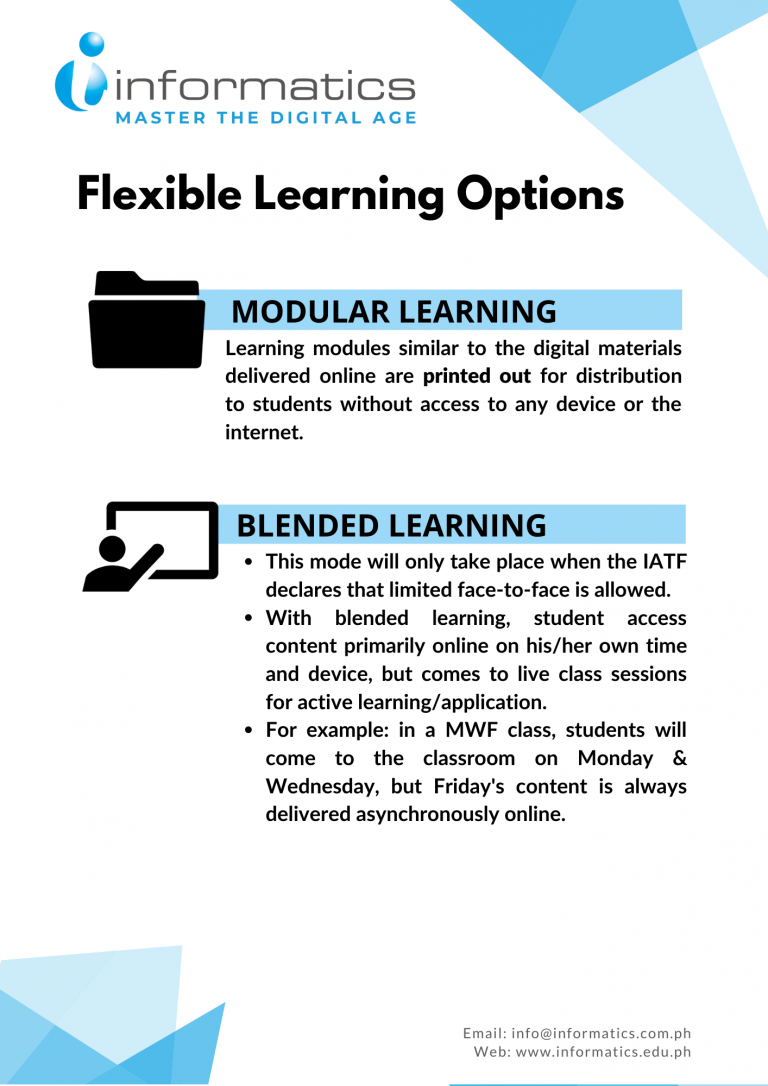 informatics
MASTER THE DIGITAL AGE
Flexible Learning Options
MODULAR LEARNING
Learning modules similar to the digital materials
delivered online are printed out for distribution
to students without access to any device or the
internet.
BLENDED LEARNING
• This mode will only take place when the IATF
declares that limited face-to-face is allowed.
• With blended learning, student access
content primarily online on his/her own time
and device, but comes to live class sessions
for active learning/application.
• For example: in a MWF class, students will
come to the classroom on Monday &
Wednesday, but Friday's content is always
delivered asynchronously online.
Email: info@informatics.com.ph
Web: www.informatics.edu.ph